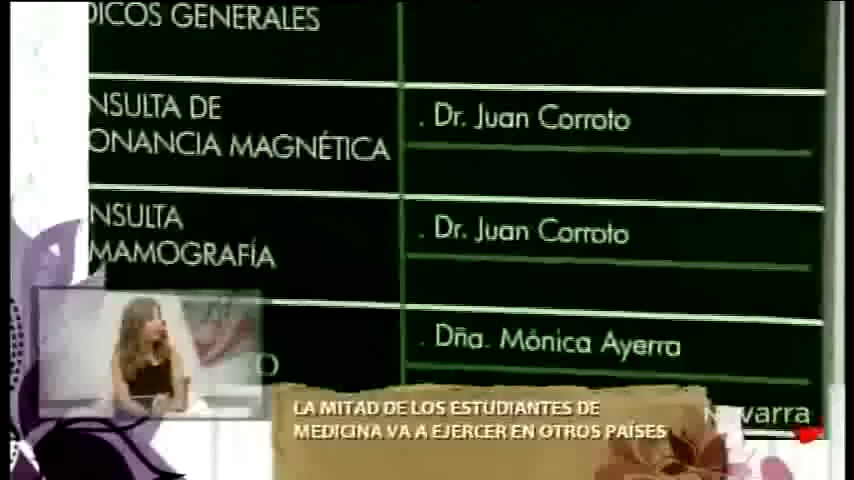 DICOS GENERALES
NSULTA DE
ONANCIA MAGNÉTICA
. Dr. Juan Corroto
NSULTA
MAMOGRAFÍA
. Dr. Juan Corroto
O
. Dña. Mónica Ayerra
LA MITAD DE LOS ESTUDIANTES DE
MEDICINA VA A EJERCER EN OTROS PAÍSES
Navarra